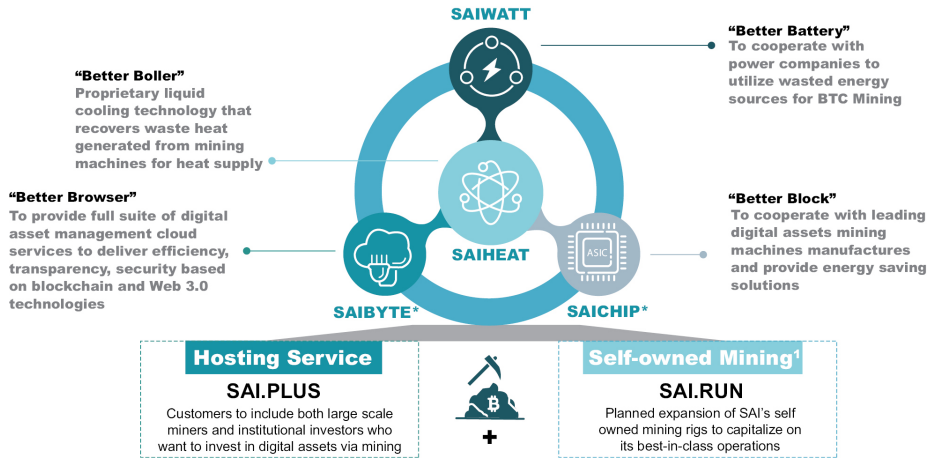 SAIWATT
“Better Battery”
To cooperate with
power companies to
utilize wasted energy
sources for BTC Mining
“Better Boller”
Proprietary liquid
cooling technology that
recovers waste heat
generated from mining
machines for heat supply
“Better Browser”
To provide full suite of digital
asset management cloud
services to deliver efficiency,
transparency, security based
on blockchain and Web 3.0
technologies
SAIHEAT
ASIC
“Better Block”
To cooperate with leading
digital assets mining
machines manufactures
and provide energy saving
solutions
SAIBYTE*
SAICHIP*
Hosting Service
SAI.PLUS
Customers to include both large scale
miners and institutional investors who
want to invest in digital assets via mining
B
+
Self-owned Mining¹
SAI.RUN
Planned expansion of SAI’s self
owned mining rigs to capitalize on
its best-in-class operations